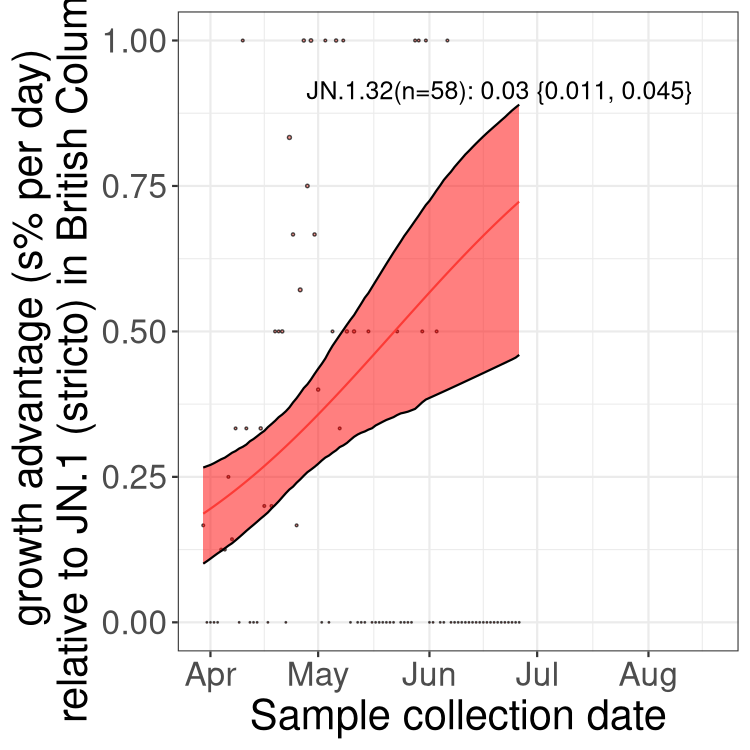 growth advantage (s% per day)
relative to JN.1 (stricto) in British Colum
1.00
0.75
0.50
0.25
0.00
JN.1.32(n=58): 0.03 {0.011, 0.045}
Apr May Jun Jul Aug
Sample collection date